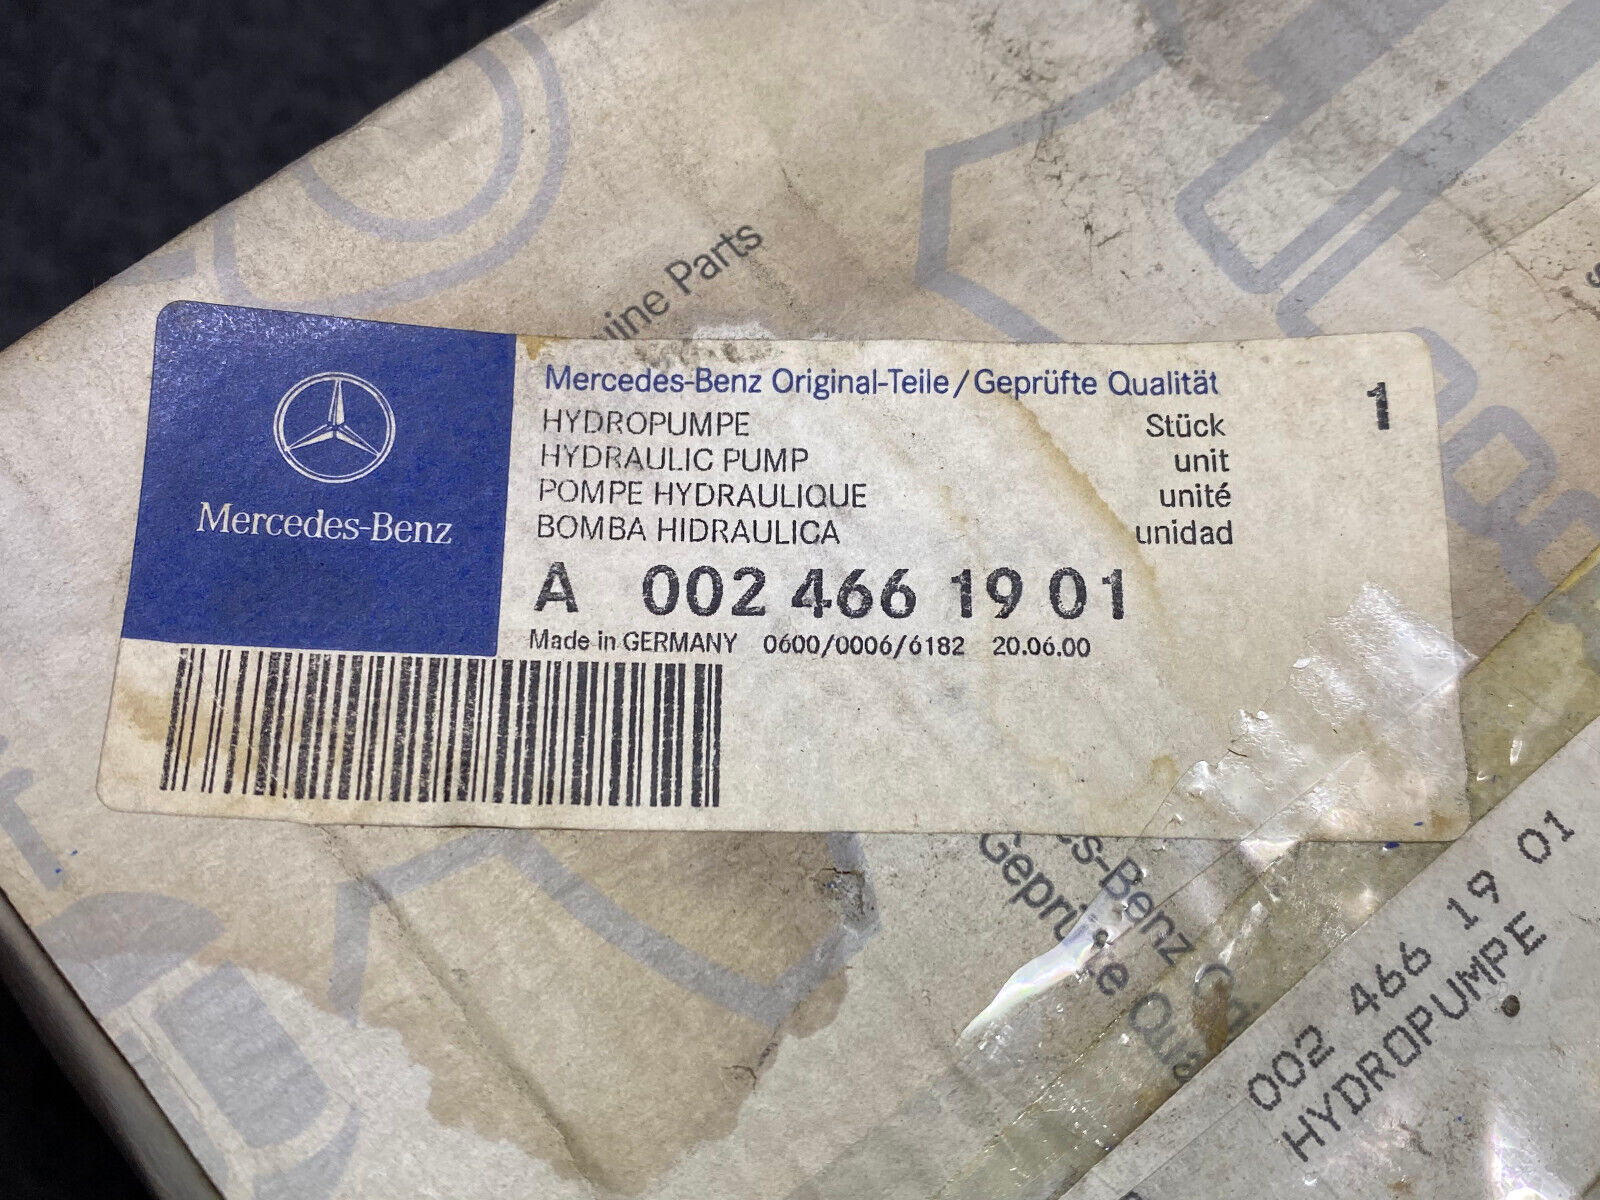 Parts
Mercedes-Benz
Mercedes-Benz Original-Teile/Geprüfte Qualität
1
HYDROPUMPE Stück
HYDRAULIC PUMP unit
POMPE HYDRAULIQUE unité
BOMBA HIDRAULICA unidad
A 002 466 19 01
Made in GERMANY 0600/0006/6182 20.06.00
-Benz
Geprüfte
002 466 19 01
HYDROPUMPE